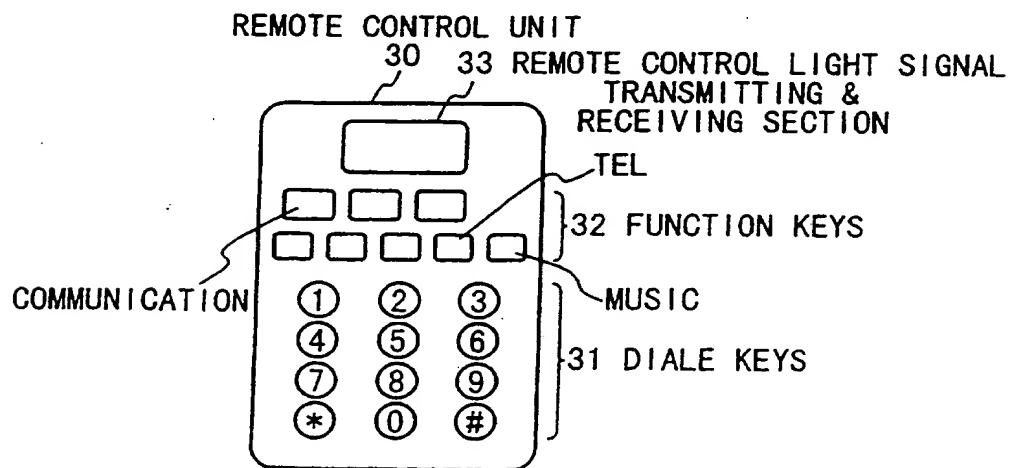 REMOTE CONTROL UNIT
30
33 REMOTE CONTROL LIGHT SIGNAL
TRANSMITTING &
RECEIVING SECTION
TEL
32 FUNCTION KEYS
COMMUNICATION
MUSIC
1 2 3
4 5 6
31 DIALE KEYS
7 8 9
* 0 #